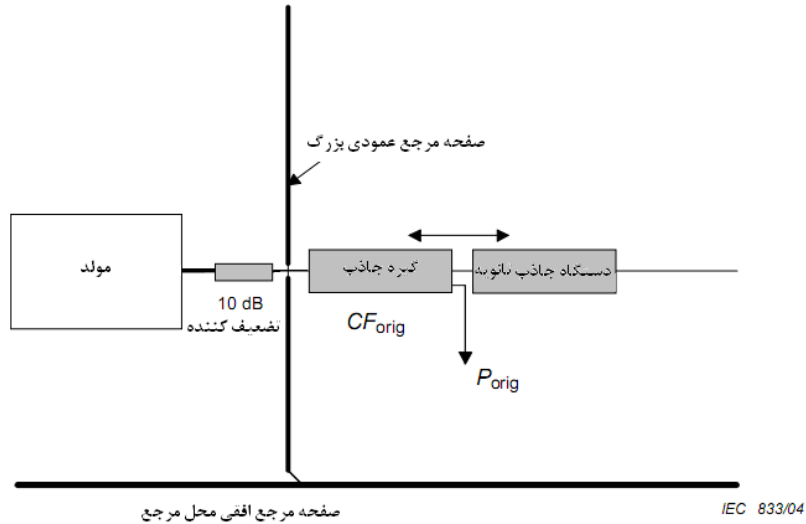 صفحه مرجع عمودی بزرگ
مولد
گیره جاذب
دستگاه جاذب ثانویه
10 dB
تضعیف کننده
CForig
Porig
صفحه مرجع افقی محل مرجع
IEC 833/04